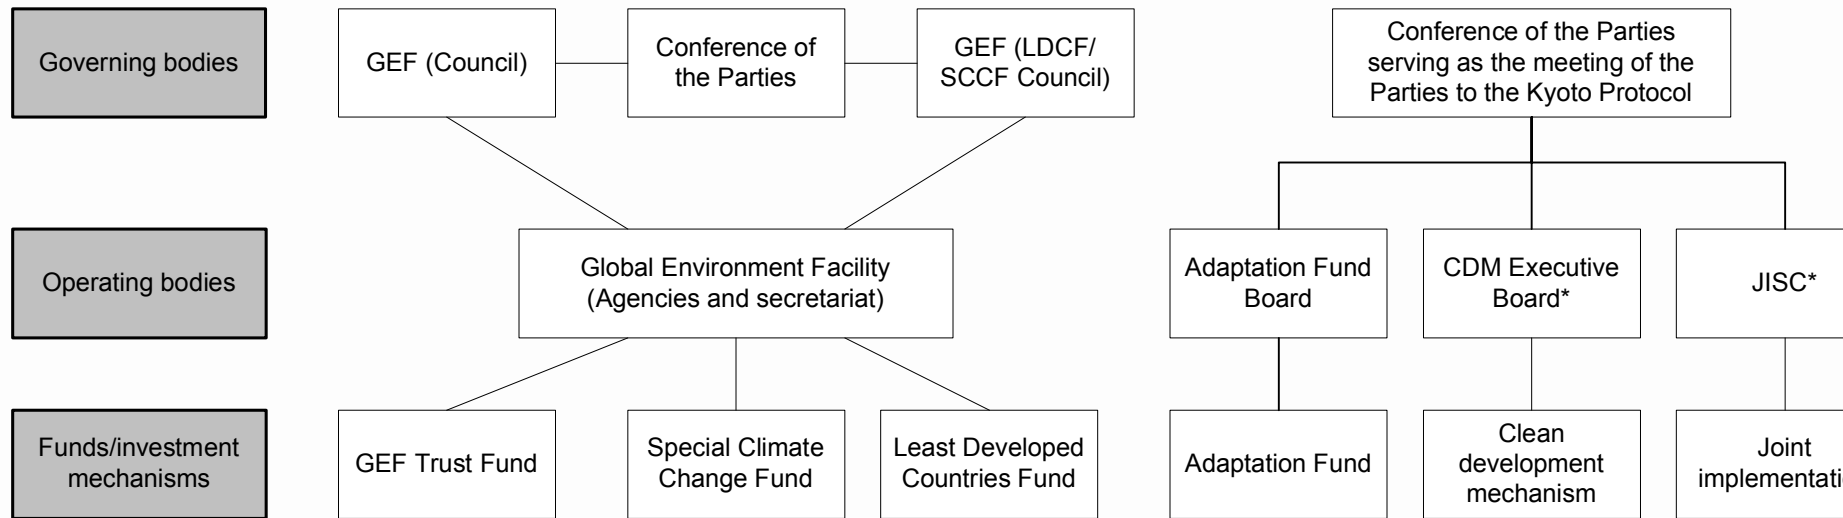 Governing bodies
GEF (Council)
Conference of
the Parties
GEF (LDCF/
SCCF Council)
Conference of the Parties
serving as the meeting of the
Parties to the Kyoto Protocol
Operating bodies
Global Environment Facility
(Agencies and secretariat)
Adaptation Fund
Board
CDM Executive
Board*
JISC*
Funds/investment
mechanisms
GEF Trust Fund
Special Climate
Change Fund
Least Developed
Countries Fund
Adaptation Fund
Clean
development
mechanism
Joint
implementati